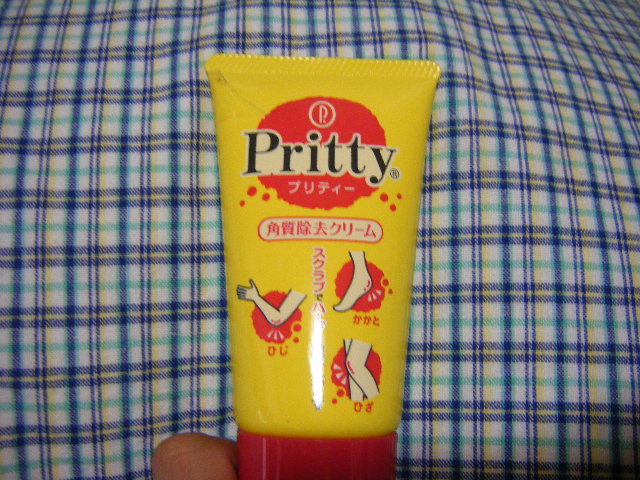 P.
Pritty®
プリティー
角質除去クリーム
スクラブで
かかと
ひじ
ひざ